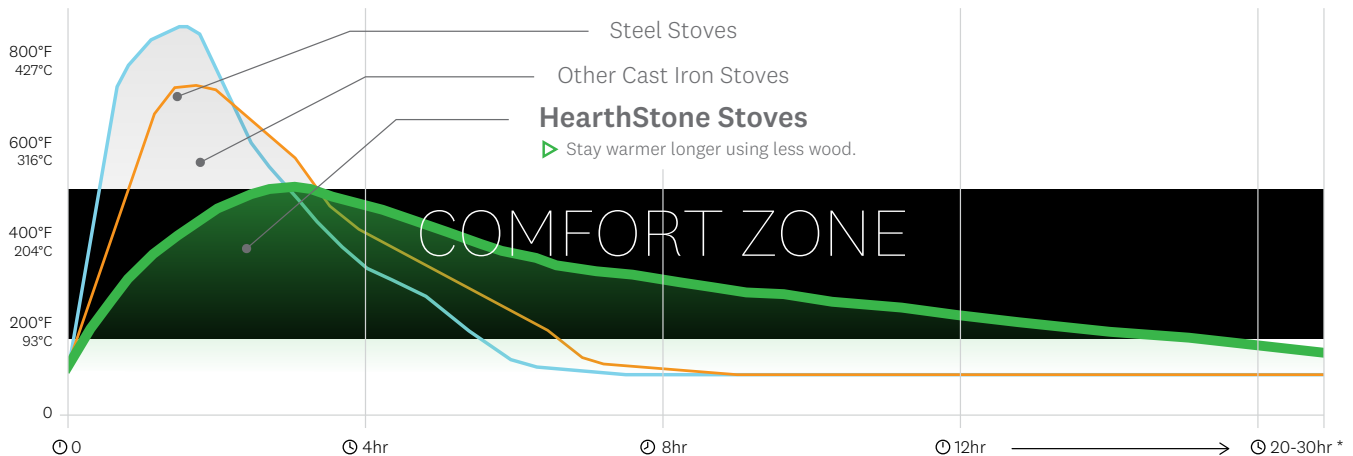 Steel Stoves
800°F
427°C
Other Cast Iron Stoves
HearthStone Stoves
Stay warmer longer using less wood.
600°F
316°C
COMFORT ZONE
400°F
204°C
200°F
93°C
0
0
4hr
8hr
12hr
20-30hr *